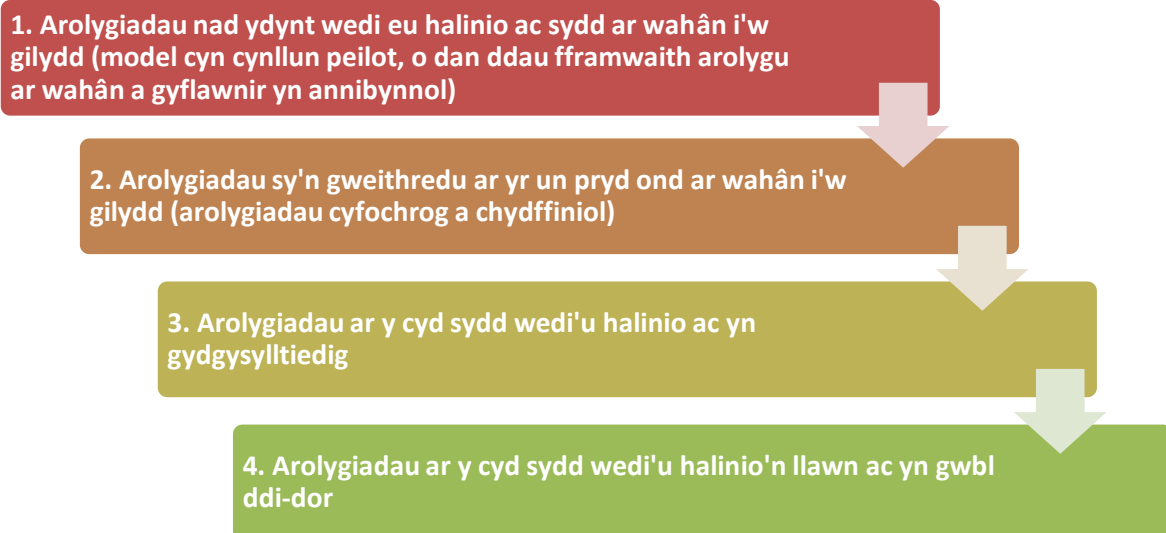 1. Arolygiadau nad ydynt wedi eu halinio ac sydd ar wahân i'w
gilydd (model cyn cynllun peilot, o dan ddau fframwaith arolygu
ar wahân a gyflawnir yn annibynnol)
2. Arolygiadau sy'n gweithredu ar yr un pryd ond ar wahân i'w
gilydd (arolygiadau cyfochrog a chydffiniol)
3. Arolygiadau ar y cyd sydd wedi'u halinio ac yn
gydgysylltiedig
4. Arolygiadau ar y cyd sydd wedi'u halinio'n llawn ac yn gwbl
ddi-dor